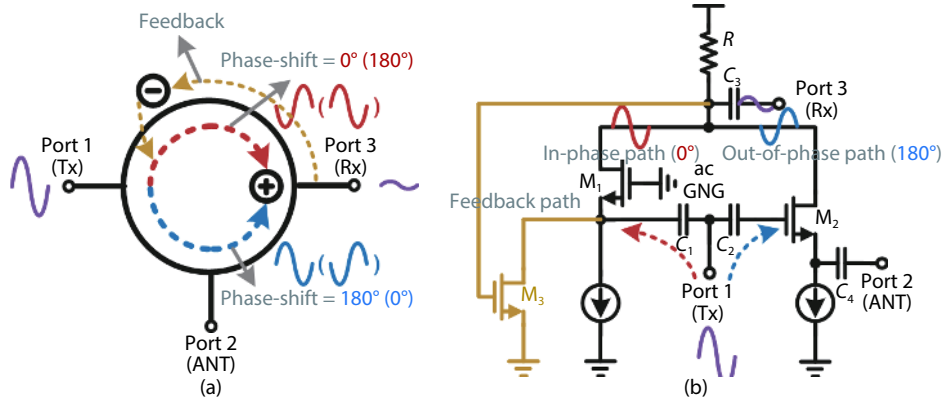 Feedback
Phase-shift = 0° (180°)
Port 1
(Tx)
Port 3
(Rx)
Phase-shift = 180° (0°)
Port 2
(ANT)
(a)
R
C3
Port 3
(Rx)
In-phase path (0°)
Out-of-phase path (180°)
M1
ac
GNG
Feedback path
M2
C1
C2
M3
Port 1
(Tx)
C4
Port 2
(ANT)
(b)